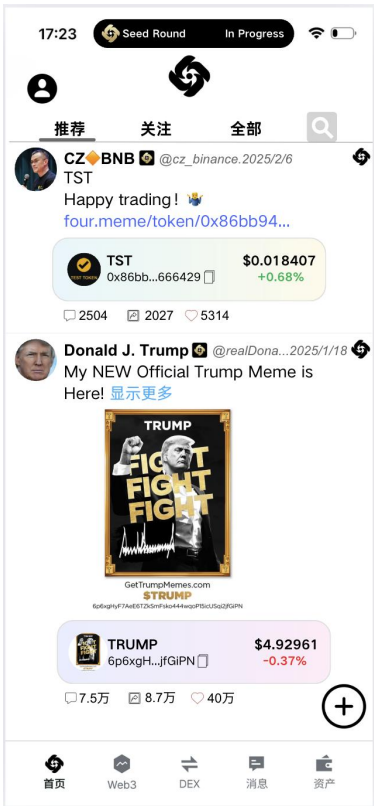 17:23 Seed Round In Progress
推荐 关注 全部
CZ🔶BNB @cz_binance.2025/2/6
TST
Happy trading! 🤷‍♂️
four.meme/token/0x86bb94...
TEST TOKEN
TST $0.018407
0x86bb...666429 +0.68%
2504 2027 5314
Donald J. Trump @realDona...2025/1/18
My NEW Official Trump Meme is
Here! 显示更多
TRUMP
FIGHT
FIGHT
FIGHT
GetTrumpMemes.com
$TRUMP
6p6xgHyF7AeE6TZkSmFsko444wqoP15icUSqi2jfGiPN
TRUMP $4.92961
6p6xgH...jfGiPN -0.37%
7.5万 8.7万 40万
首页 Web3 DEX 消息 资产